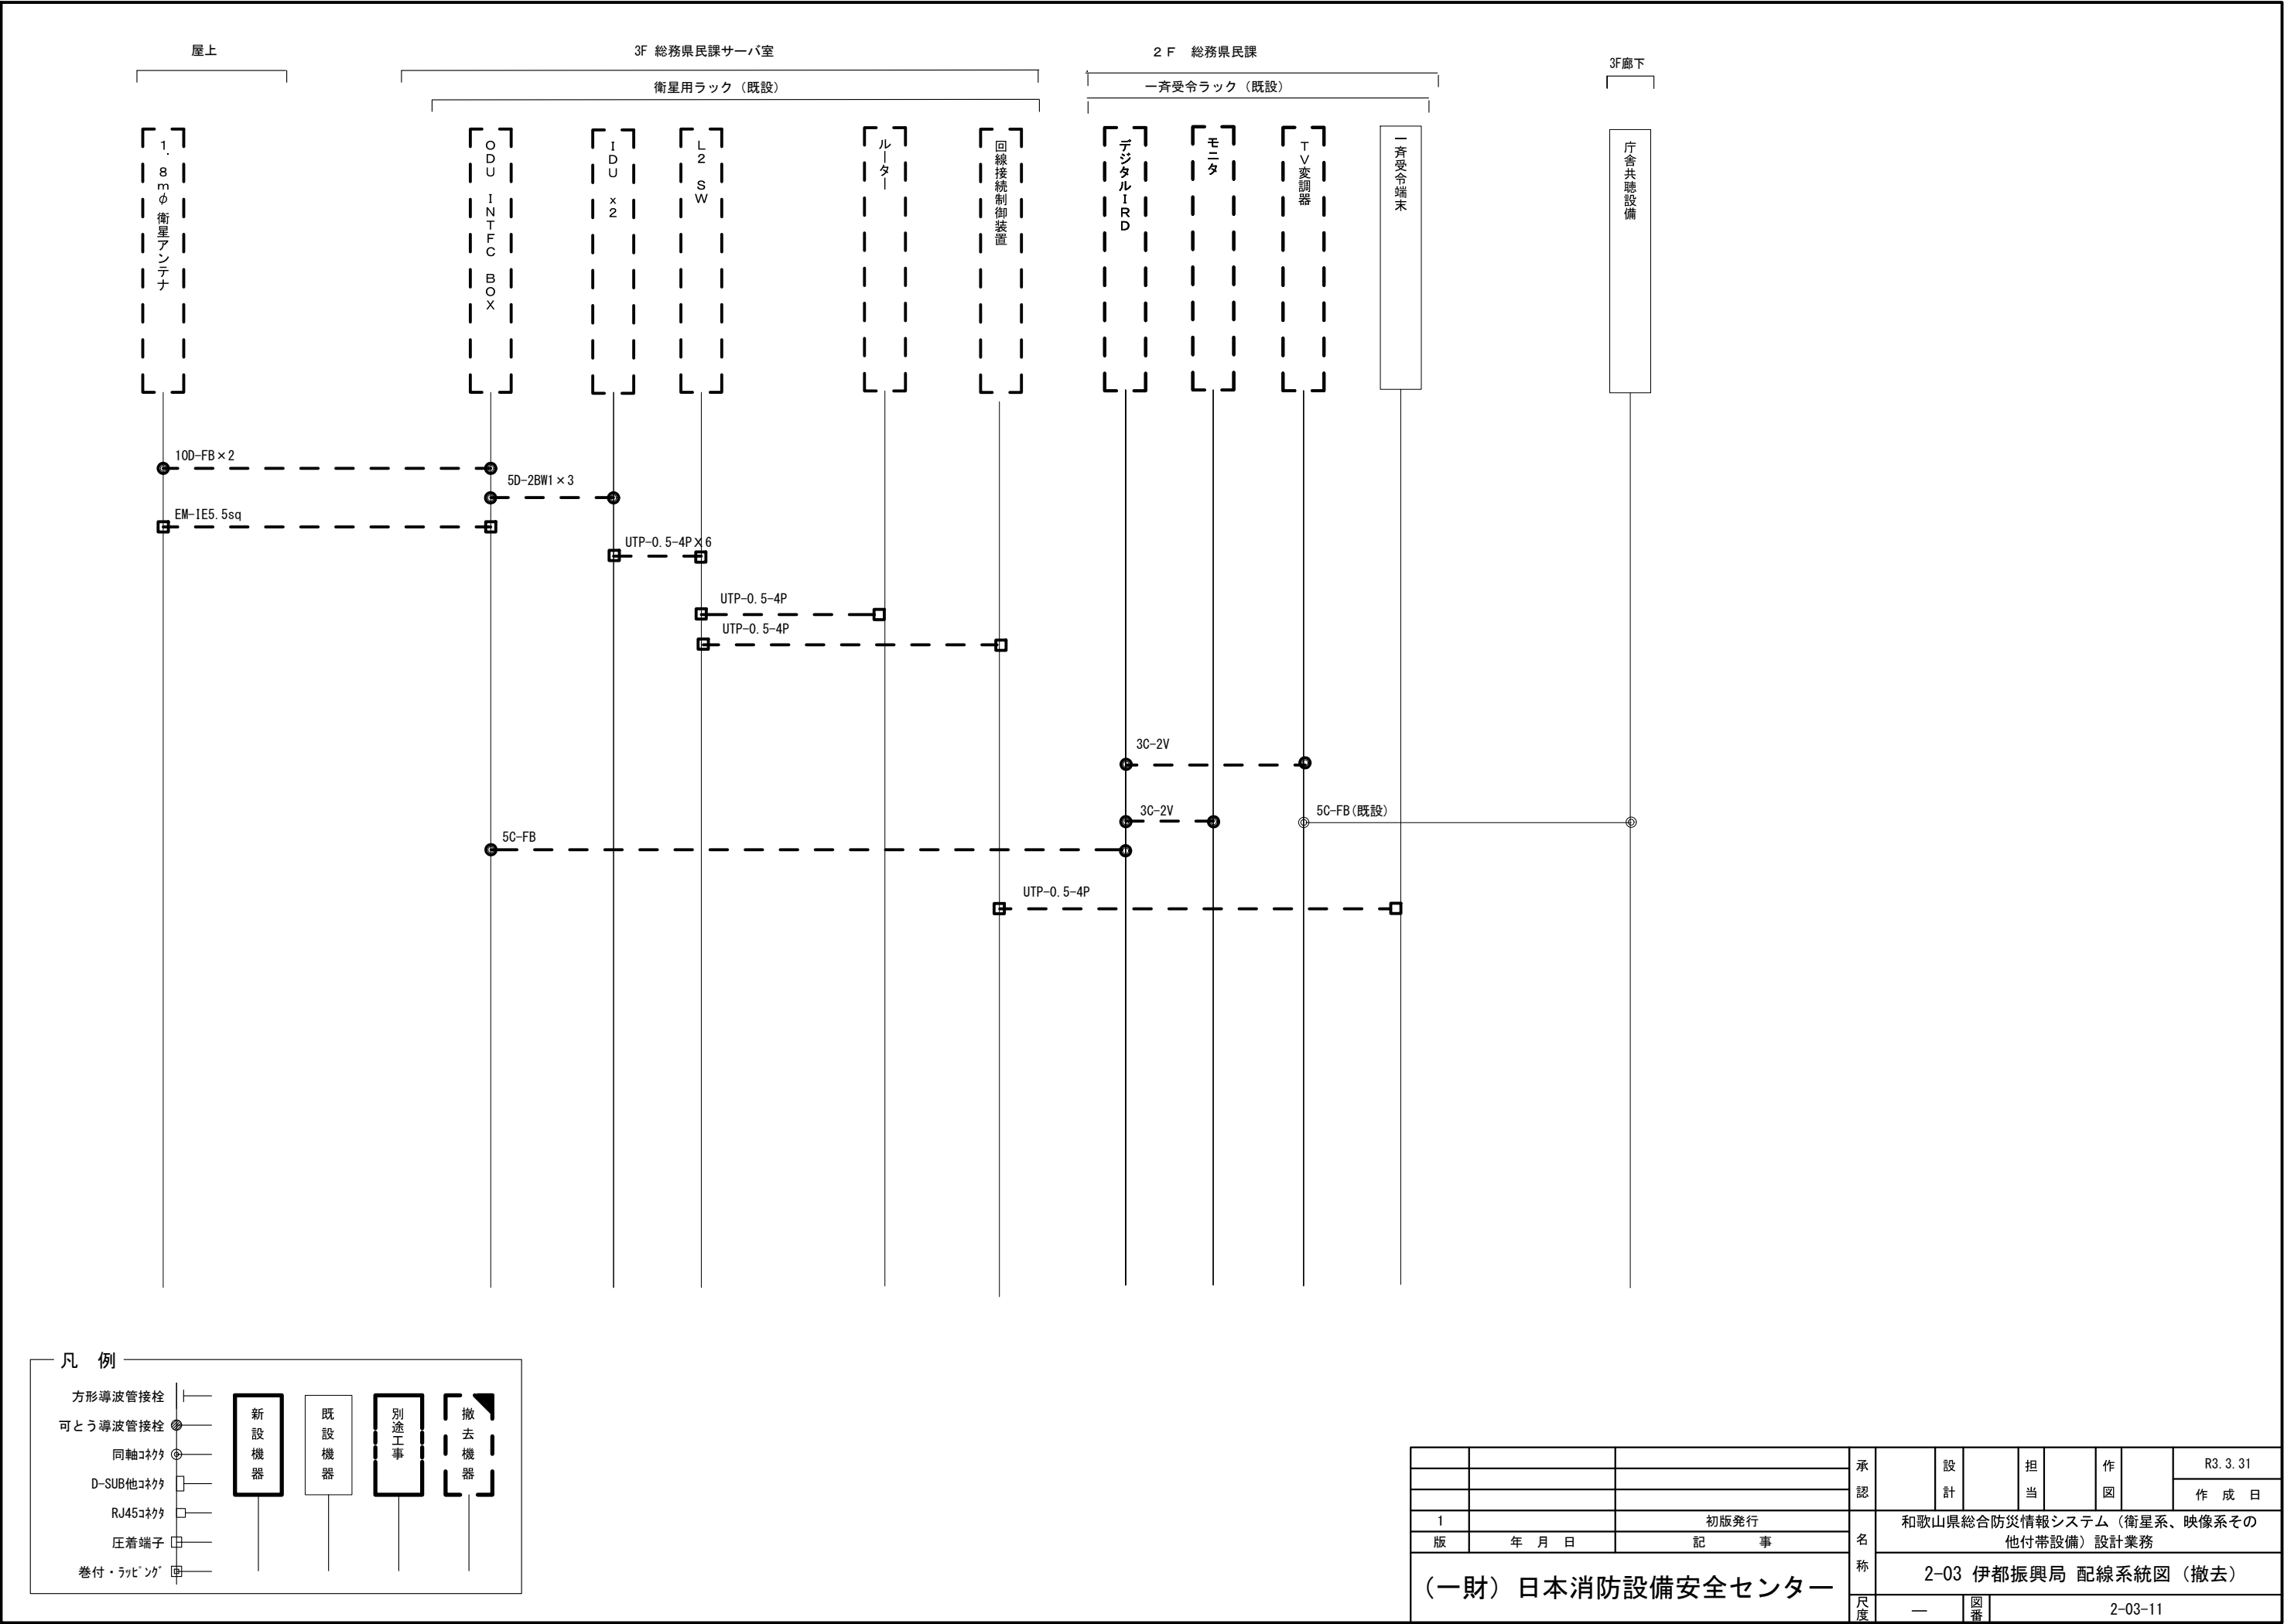 屋上
3F 総務県民課サーバ室
２Ｆ 総務県民課
3F廊下
衛星用ラック（既設）
一斉受令ラック（既設）
１．８ｍφ 衛星アンテナ
ＯＤＵ ＩＮＴＦＣ ＢＯＸ
ＩＤＵ x2
Ｌ２ ＳＷ
ルーター
回線接続制御装置
デジタルＩＲＤ
モニタ
ＴＶ変調器
一斉受令端末
庁舎共聴設備
10D-FB×2
5D-2BW1×3
EM-IE5.5sq
UTP-0.5-4P×6
UTP-0.5-4P
UTP-0.5-4P
3C-2V
3C-2V
5C-FB(既設)
5C-FB
UTP-0.5-4P
凡 例
方形導波管接栓
可とう導波管接栓
同軸ｺﾈｸﾀ
D-SUB他ｺﾈｸﾀ
RJ45ｺﾈｸﾀ
圧着端子
巻付・ﾗｯﾋﾟﾝｸﾞ
新設機器
既設機器
別途工事
撤去機器
承認
設計
担当
作図
R3.3.31
作 成 日
1 初版発行
版 年 月 日 記 事
名称
和歌山県総合防災情報システム（衛星系、映像系その
他付帯設備）設計業務
2-03 伊都振興局 配線系統図（撤去）
（一財）日本消防設備安全センター
尺度 ― 図番 2-03-11